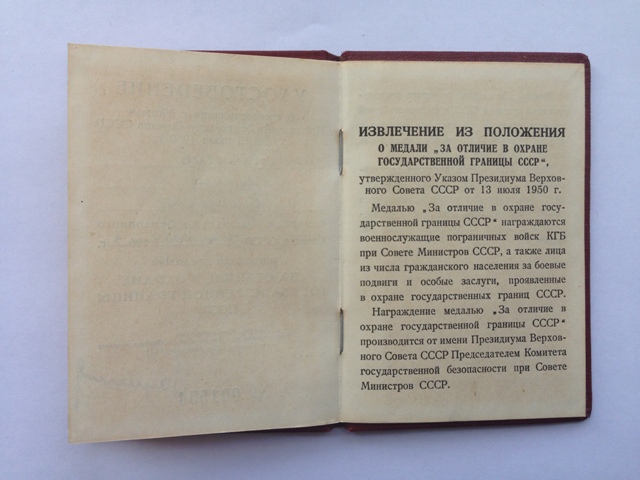 ИЗВЛЕЧЕНИЕ ИЗ ПОЛОЖЕНИЯ
О МЕДАЛИ „ЗА ОТЛИЧИЕ В ОХРАНЕ
ГОСУДАРСТВЕННОЙ ГРАНИЦЫ СССР“,
утвержденного Указом Президиума Верхов-
ного Совета СССР от 13 июля 1950 г.
Медалью „За отличие в охране госу-
дарственной границы СССР“ награждаются
военнослужащие пограничных войск КГБ
при Совете Министров СССР, а также лица
из числа гражданского населения за боевые
подвиги и особые заслуги, проявленные
в охране государственных границ СССР.
Награждение медалью „За отличие в
охране государственной границы СССР“
производится от имени Президиума Верхов-
ного Совета СССР Председателем Комитета
государственной безопасности при Совете
Министров СССР.